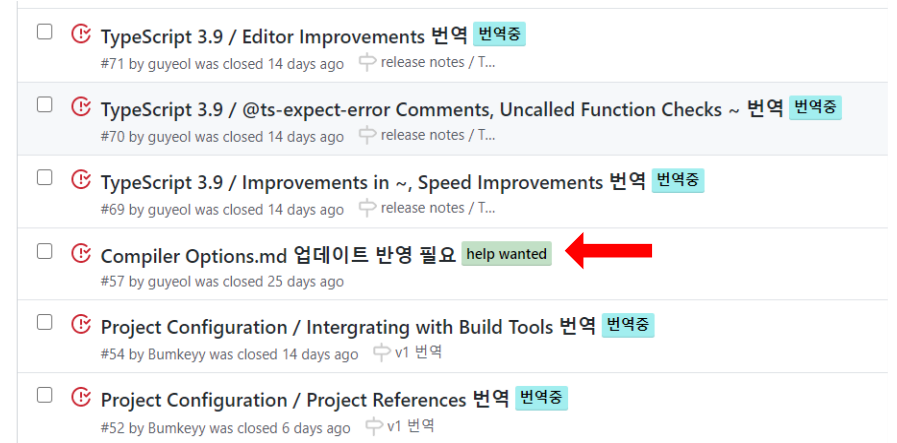 TypeScript 3.9 / Editor Improvements 번역 번역중
#71 by guyeol was closed 14 days ago release notes / T...
TypeScript 3.9 / @ts-expect-error Comments, Uncalled Function Checks ~ 번역 번역중
#70 by guyeol was closed 14 days ago release notes / T...
TypeScript 3.9 / Improvements in ~, Speed Improvements 번역 번역중
#69 by guyeol was closed 14 days ago release notes / T...
Compiler Options.md 업데이트 반영 필요 help wanted
#57 by guyeol was closed 25 days ago
Project Configuration / Intergrating with Build Tools 번역 번역중
#54 by Bumkeyy was closed 14 days ago v1 번역
Project Configuration / Project References 번역 번역중
#52 by Bumkeyy was closed 6 days ago v1 번역